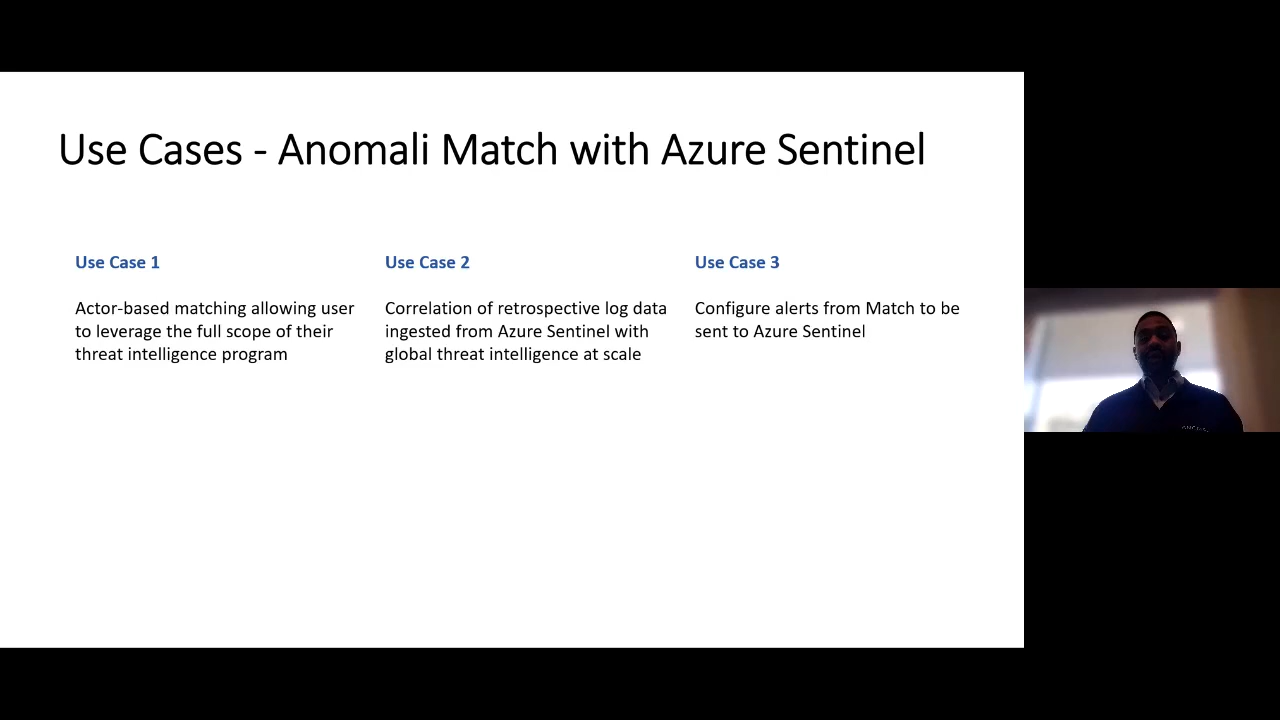 Use Cases - Anomali Match with Azure Sentinel
Use Case 1
Actor-based matching allowing user
to leverage the full scope of their
threat intelligence program
Use Case 2
Correlation of retrospective log data
ingested from Azure Sentinel with
global threat intelligence at scale
Use Case 3
Configure alerts from Match to be
sent to Azure Sentinel